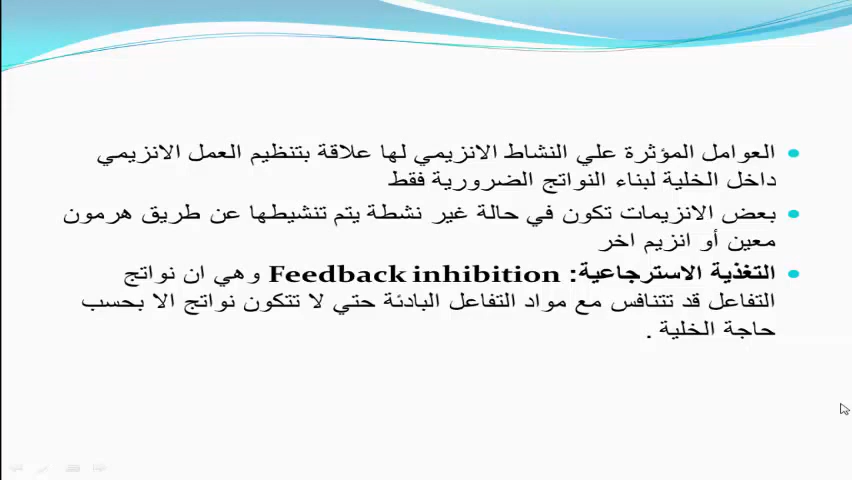 العوامل المؤثرة علي النشاط الانزيمي لها علاقة بتنظيم العمل الانزيمي
داخل الخلية لبناء النواتج الضرورية فقط
بعض الانزيمات تكون في حالة غير نشطة يتم تنشيطها عن طريق هرمون
معين أو انزيم اخر
التغذية الاسترجاعية: Feedback inhibition وهي ان نواتج
التفاعل قد تتنافس مع مواد التفاعل البادئة حتي لا تتكون نواتج الا بحسب
حاجة الخلية .